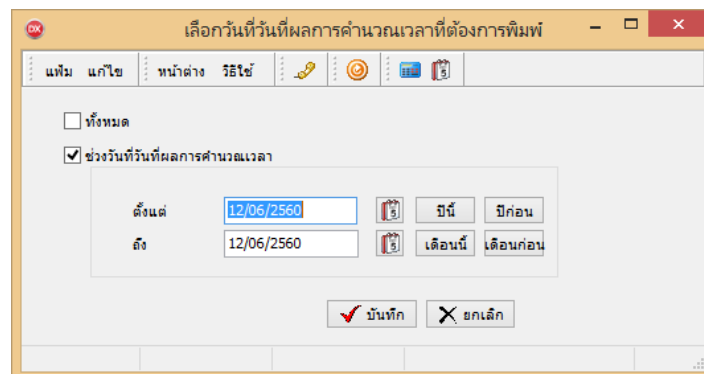 เลือกวันที่วันที่ผลการคำนวณเวลาที่ต้องการพิมพ์
แฟ้ม แก้ไข หน้าต่าง วิธีใช้
ทั้งหมด
ช่วงวันที่วันที่ผลการคำนวณเวลา
ตั้งแต่ 12/06/2560 ปีนี้ ปีก่อน
ถึง 12/06/2560 เดือนนี้ เดือนก่อน
บันทึก ยกเลิก